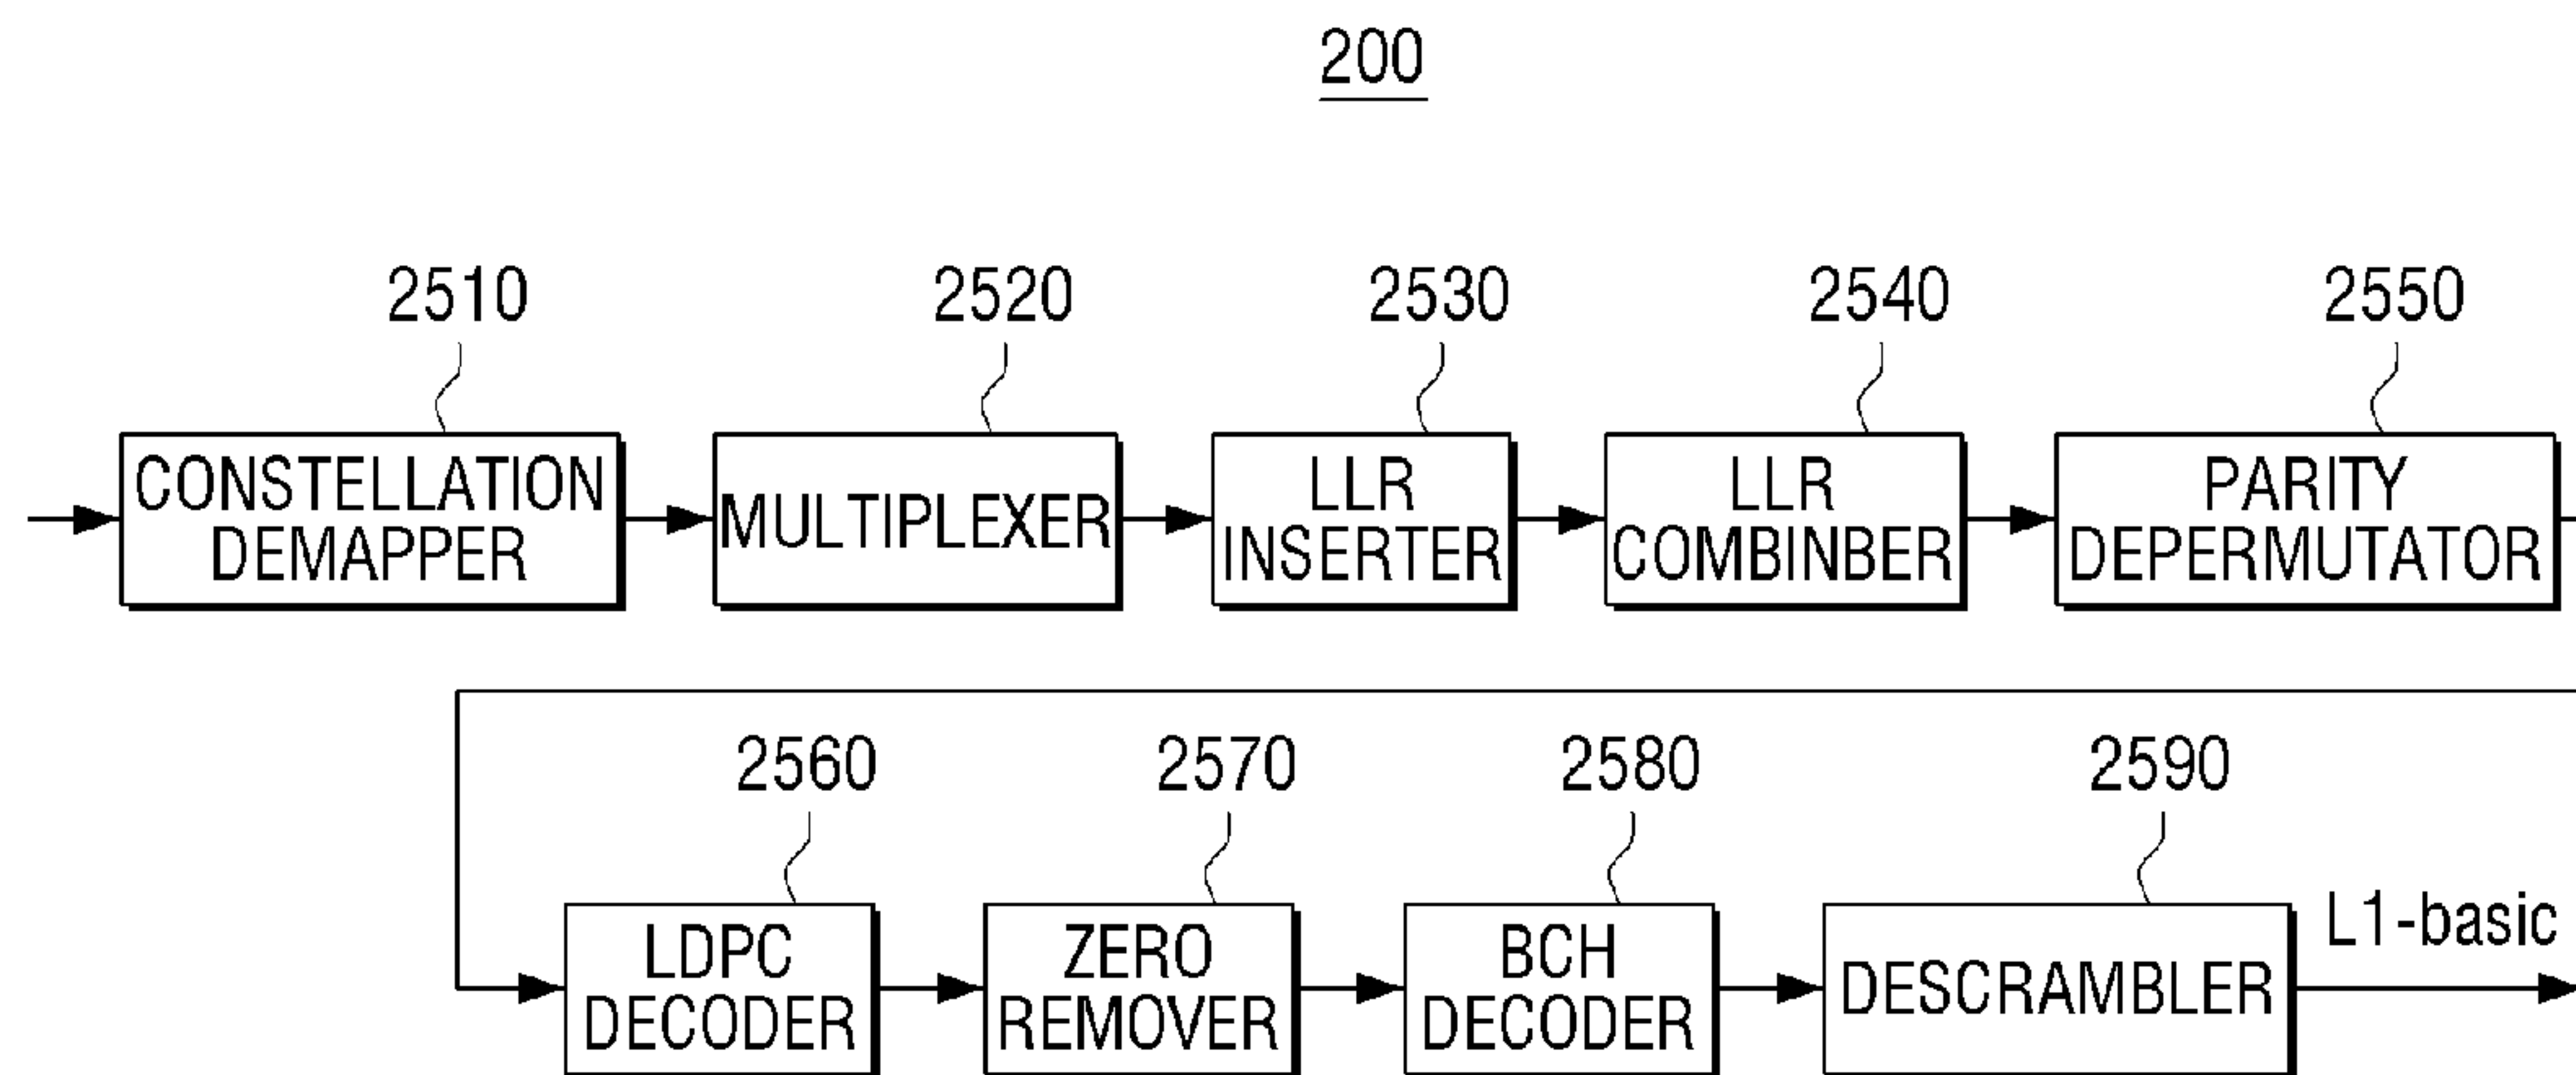 200
2510 2520 2530 2540 2550
CONSTELLATION DEMAPPER
MULTIPLEXER
LLR INSERTER
LLR COMBINBER
PARITY DEPERMUTATOR
2560 2570 2580 2590
LDPC DECODER
ZERO REMOVER
BCH DECODER
DESCRAMBLER
L1-basic